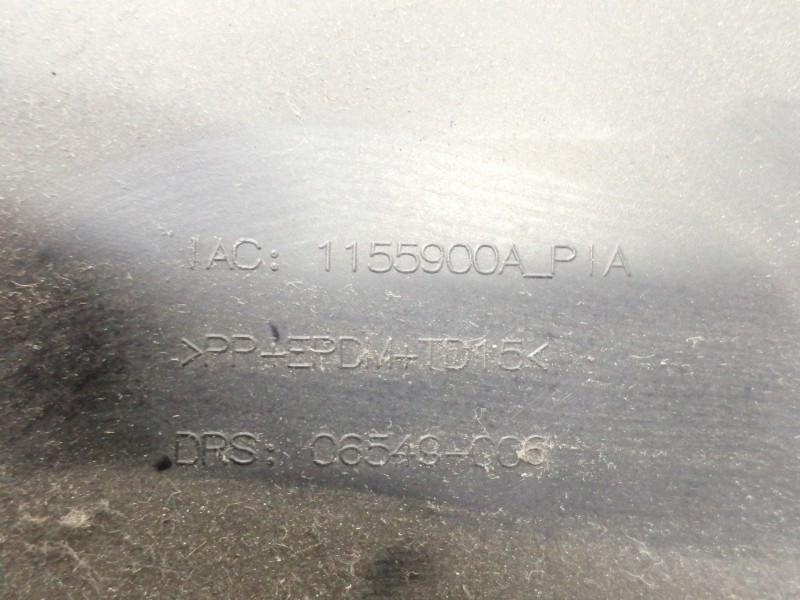 IAC: 1155900A_PIA
>PP+EPDM+TD15<
DRS: 06549-006